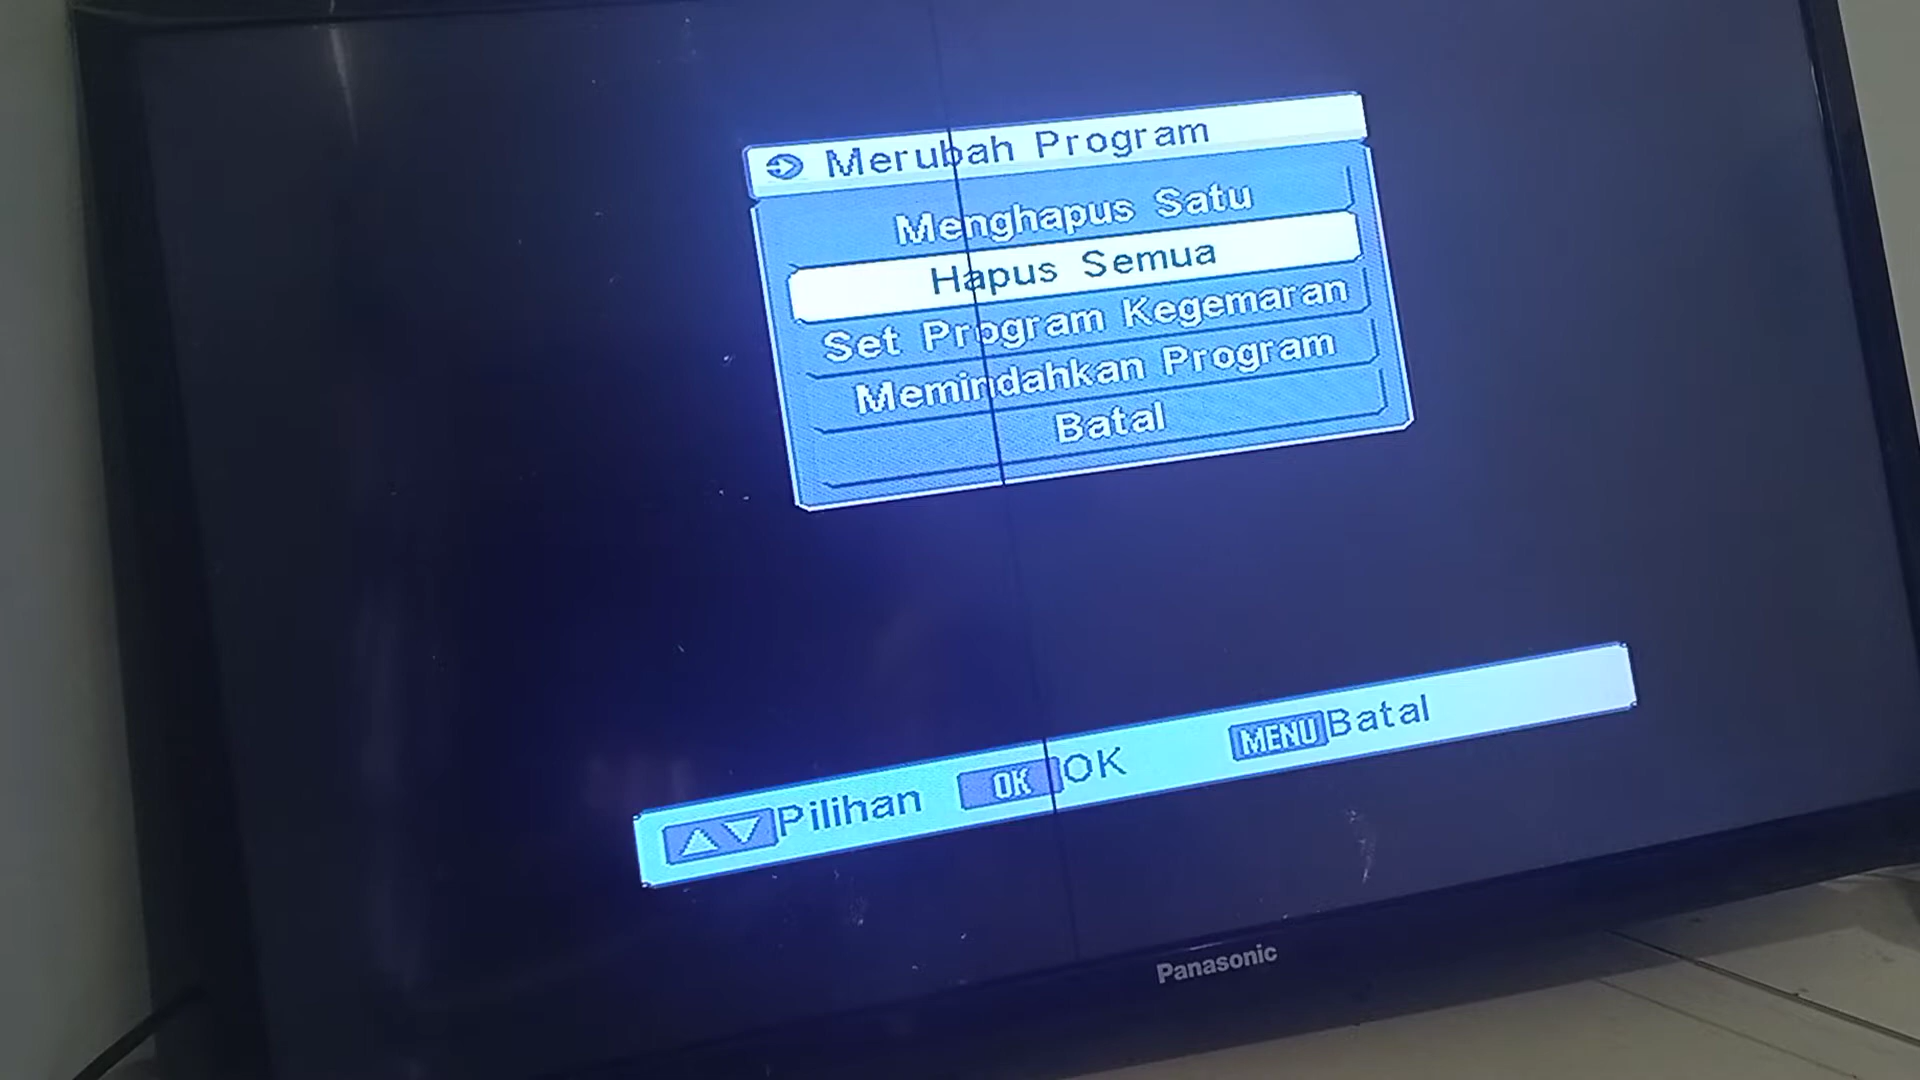 Merubah Program
Menghapus Satu
Hapus Semua
Set Program Kegemaran
Memindahkan Program
Batal
Pilihan OK OK MENU Batal
Panasonic